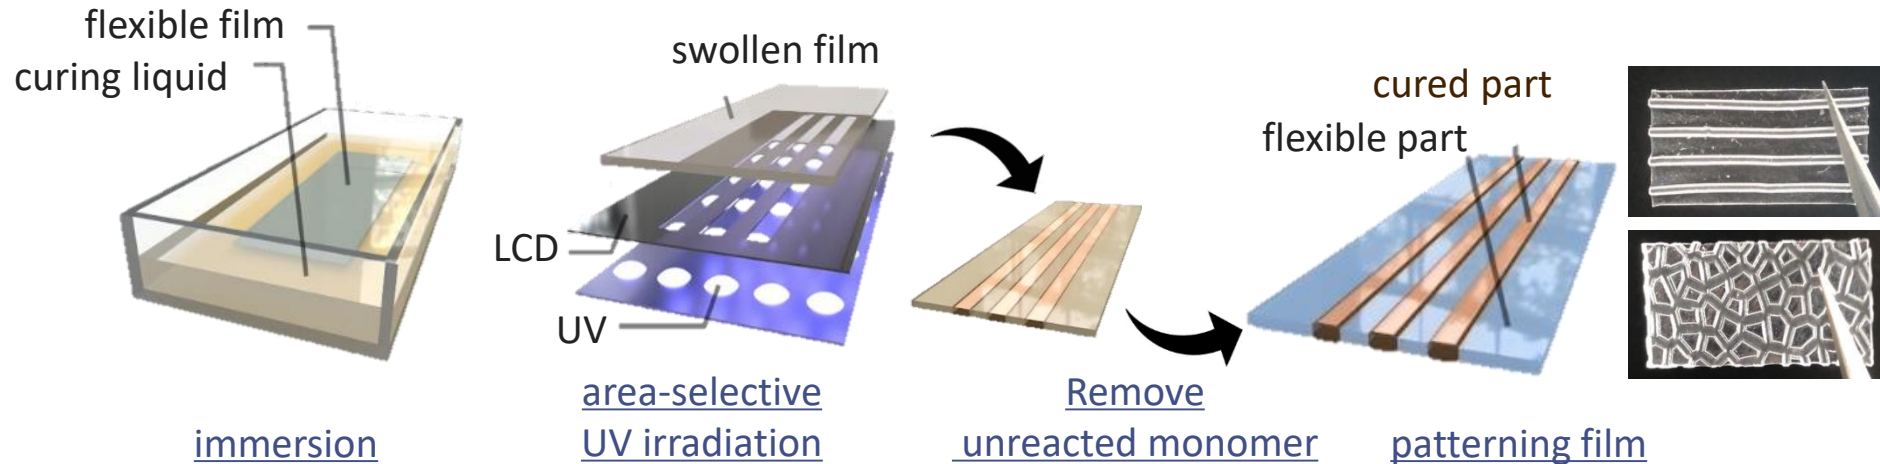 flexible film
curing liquid
swollen film
LCD
UV
cured part
flexible part
immersion
area-selective
UV irradiation
Remove
unreacted monomer
patterning film